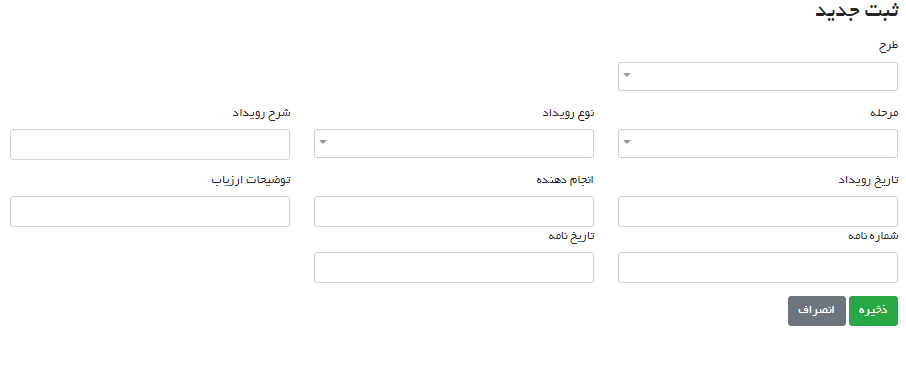 ثبت جدید
طرح
مرحله
نوع رویداد
شرح رویداد
تاریخ رویداد
انجام دهنده
توضیحات ارزیاب
شماره نامه
تاریخ نامه
ذخیره
انصراف